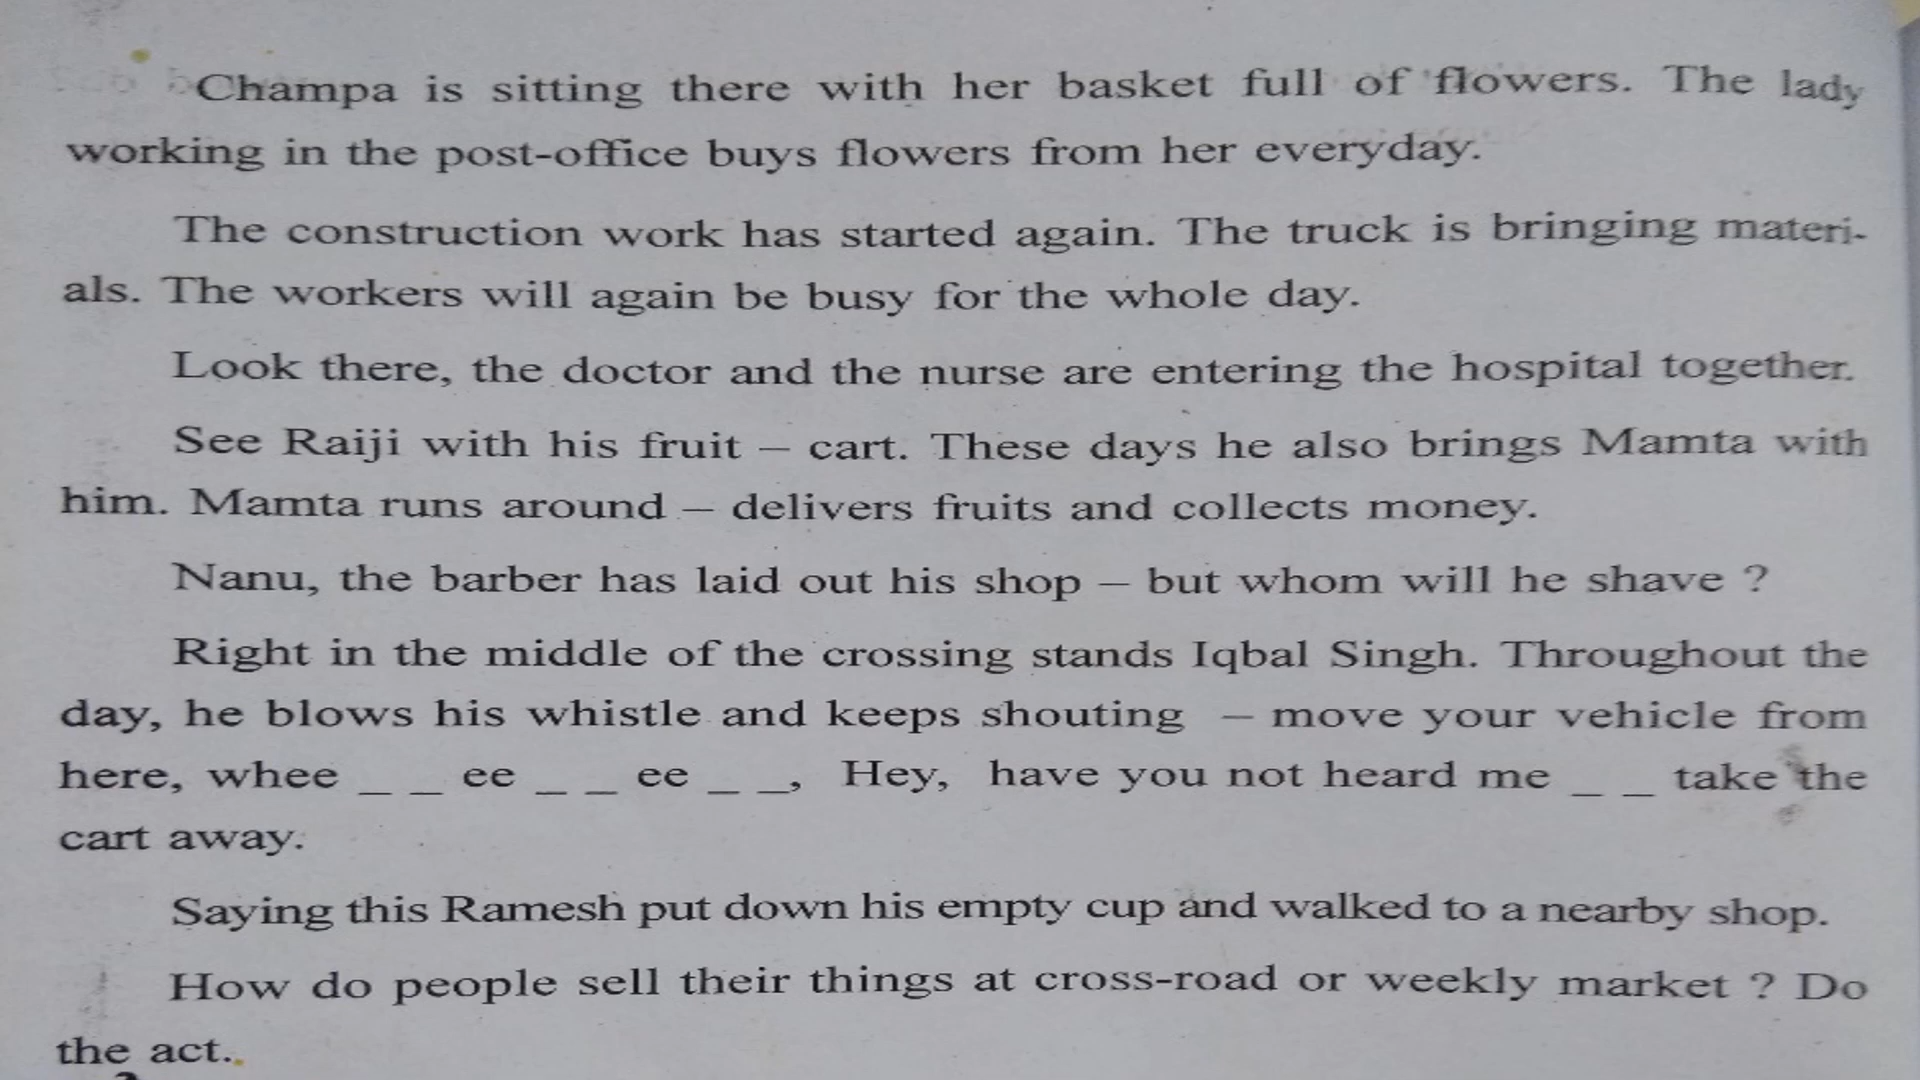 Champa is sitting there with her basket full of flowers. The lady
working in the post-office buys flowers from her everyday.
The construction work has started again. The truck is bringing materi-
als. The workers will again be busy for the whole day.
Look there, the doctor and the nurse are entering the hospital together.
See Raiji with his fruit – cart. These days he also brings Mamta with
him. Mamta runs around – delivers fruits and collects money.
Nanu, the barber has laid out his shop – but whom will he shave ?
Right in the middle of the crossing stands Iqbal Singh. Throughout the
day, he blows his whistle and keeps shouting – move your vehicle from
here, whee _ _ ee _ _ ee _ _, Hey, have you not heard me _ _ take the
cart away.
Saying this Ramesh put down his empty cup and walked to a nearby shop.
How do people sell their things at cross-road or weekly market ? Do
the act.